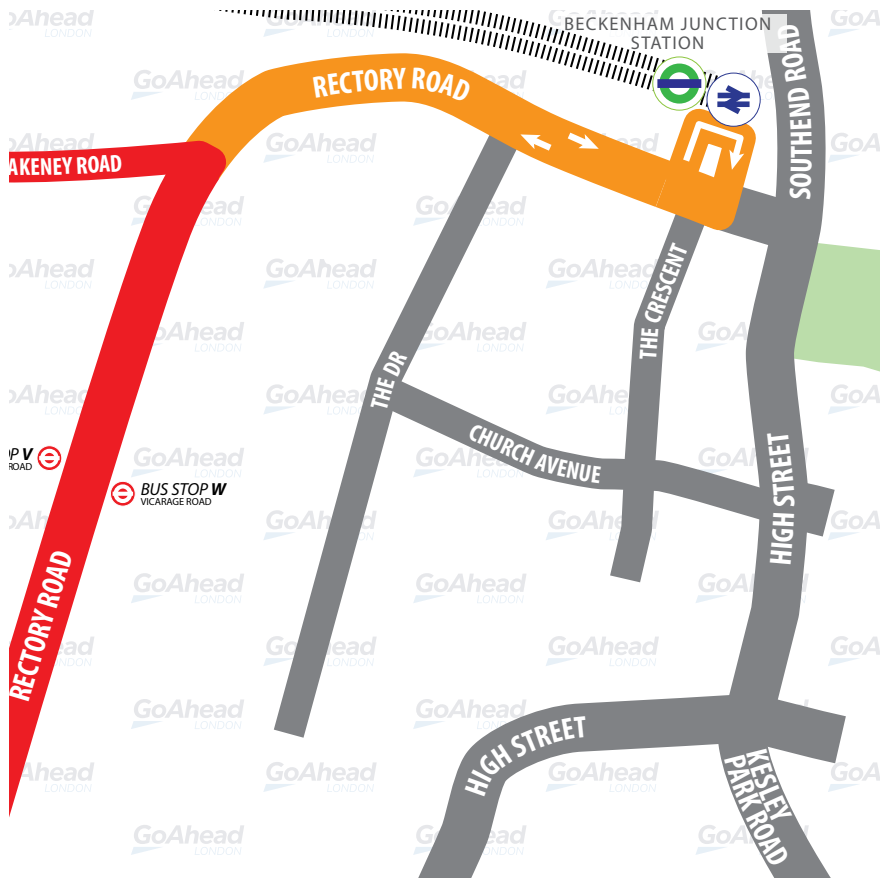 BECKENHAM JUNCTION
STATION
RECTORY ROAD
SOUTHEND ROAD
AKENEY ROAD
THE CRESCENT
THE DR
CHURCH AVENUE
HIGH STREET
OP V
ROAD
BUS STOP W
VICARAGE ROAD
RECTORY ROAD
HIGH STREET
KESLEY
PARK ROAD
GoAhead
LONDON